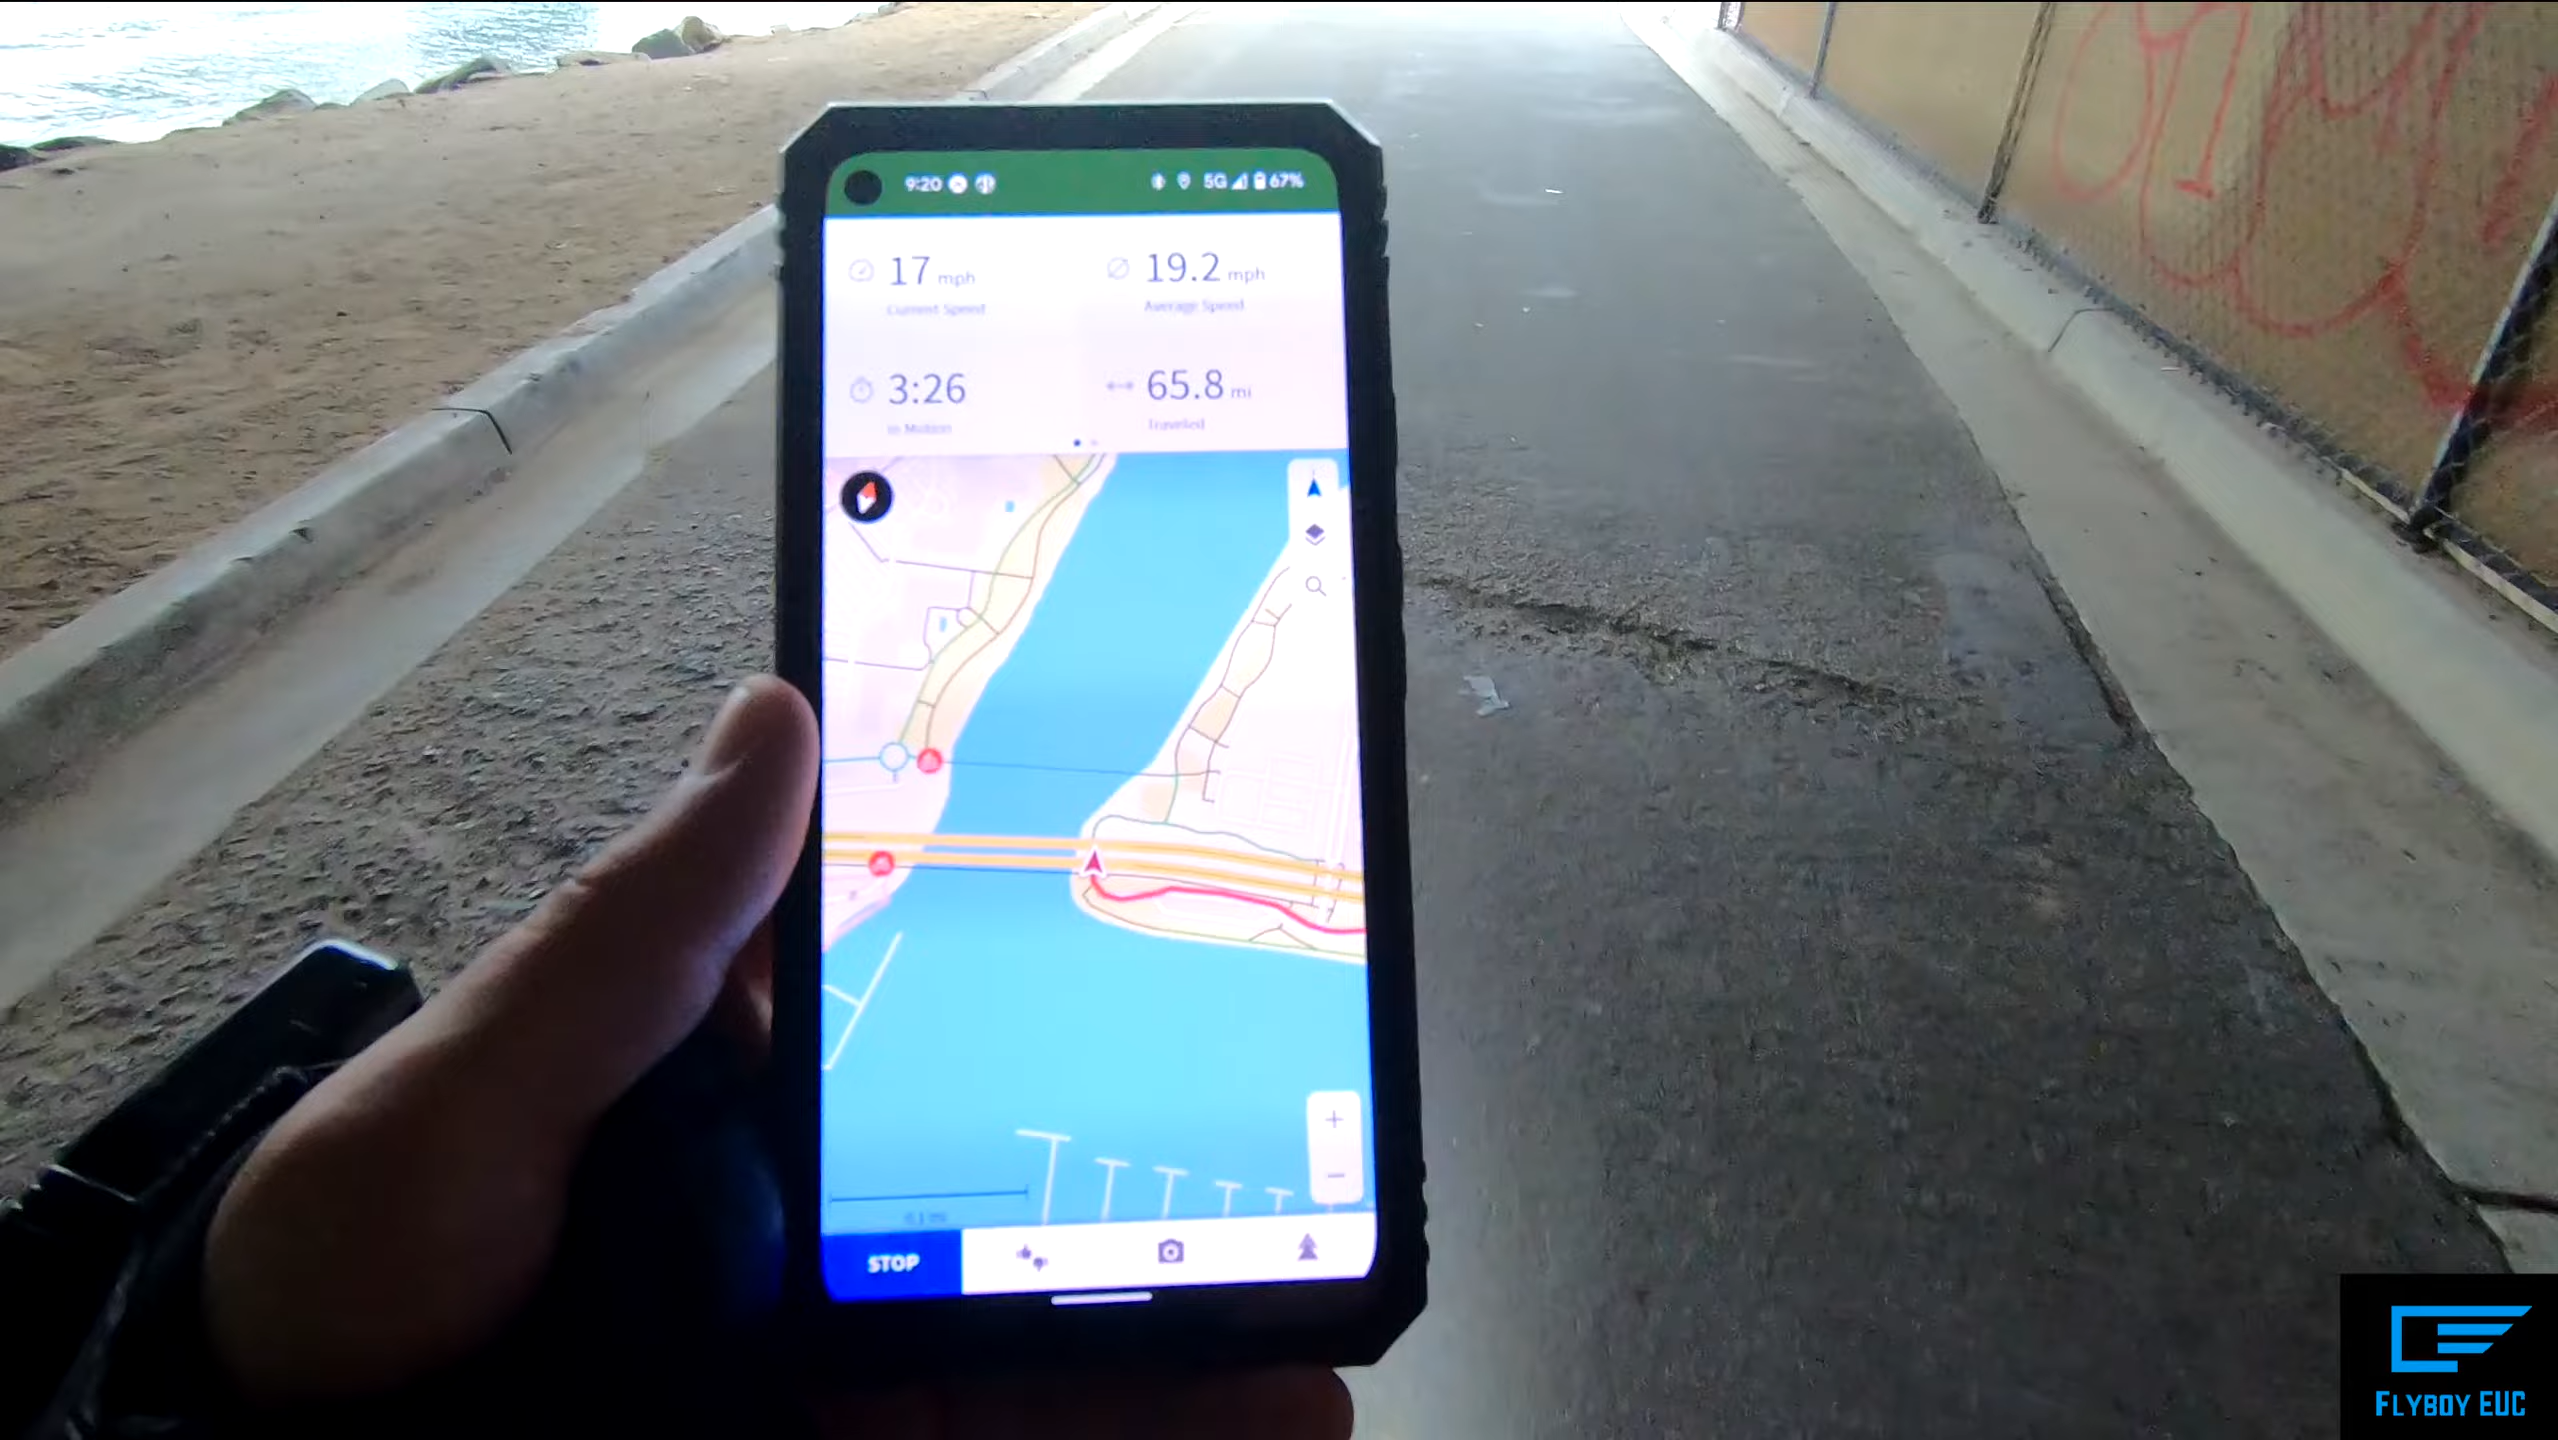 9:20 5G 67%
17 mph 19.2 mph
Current Speed Average Speed
3:26 65.8 mi
In Motion Traveled
STOP
FLYBOY EUC